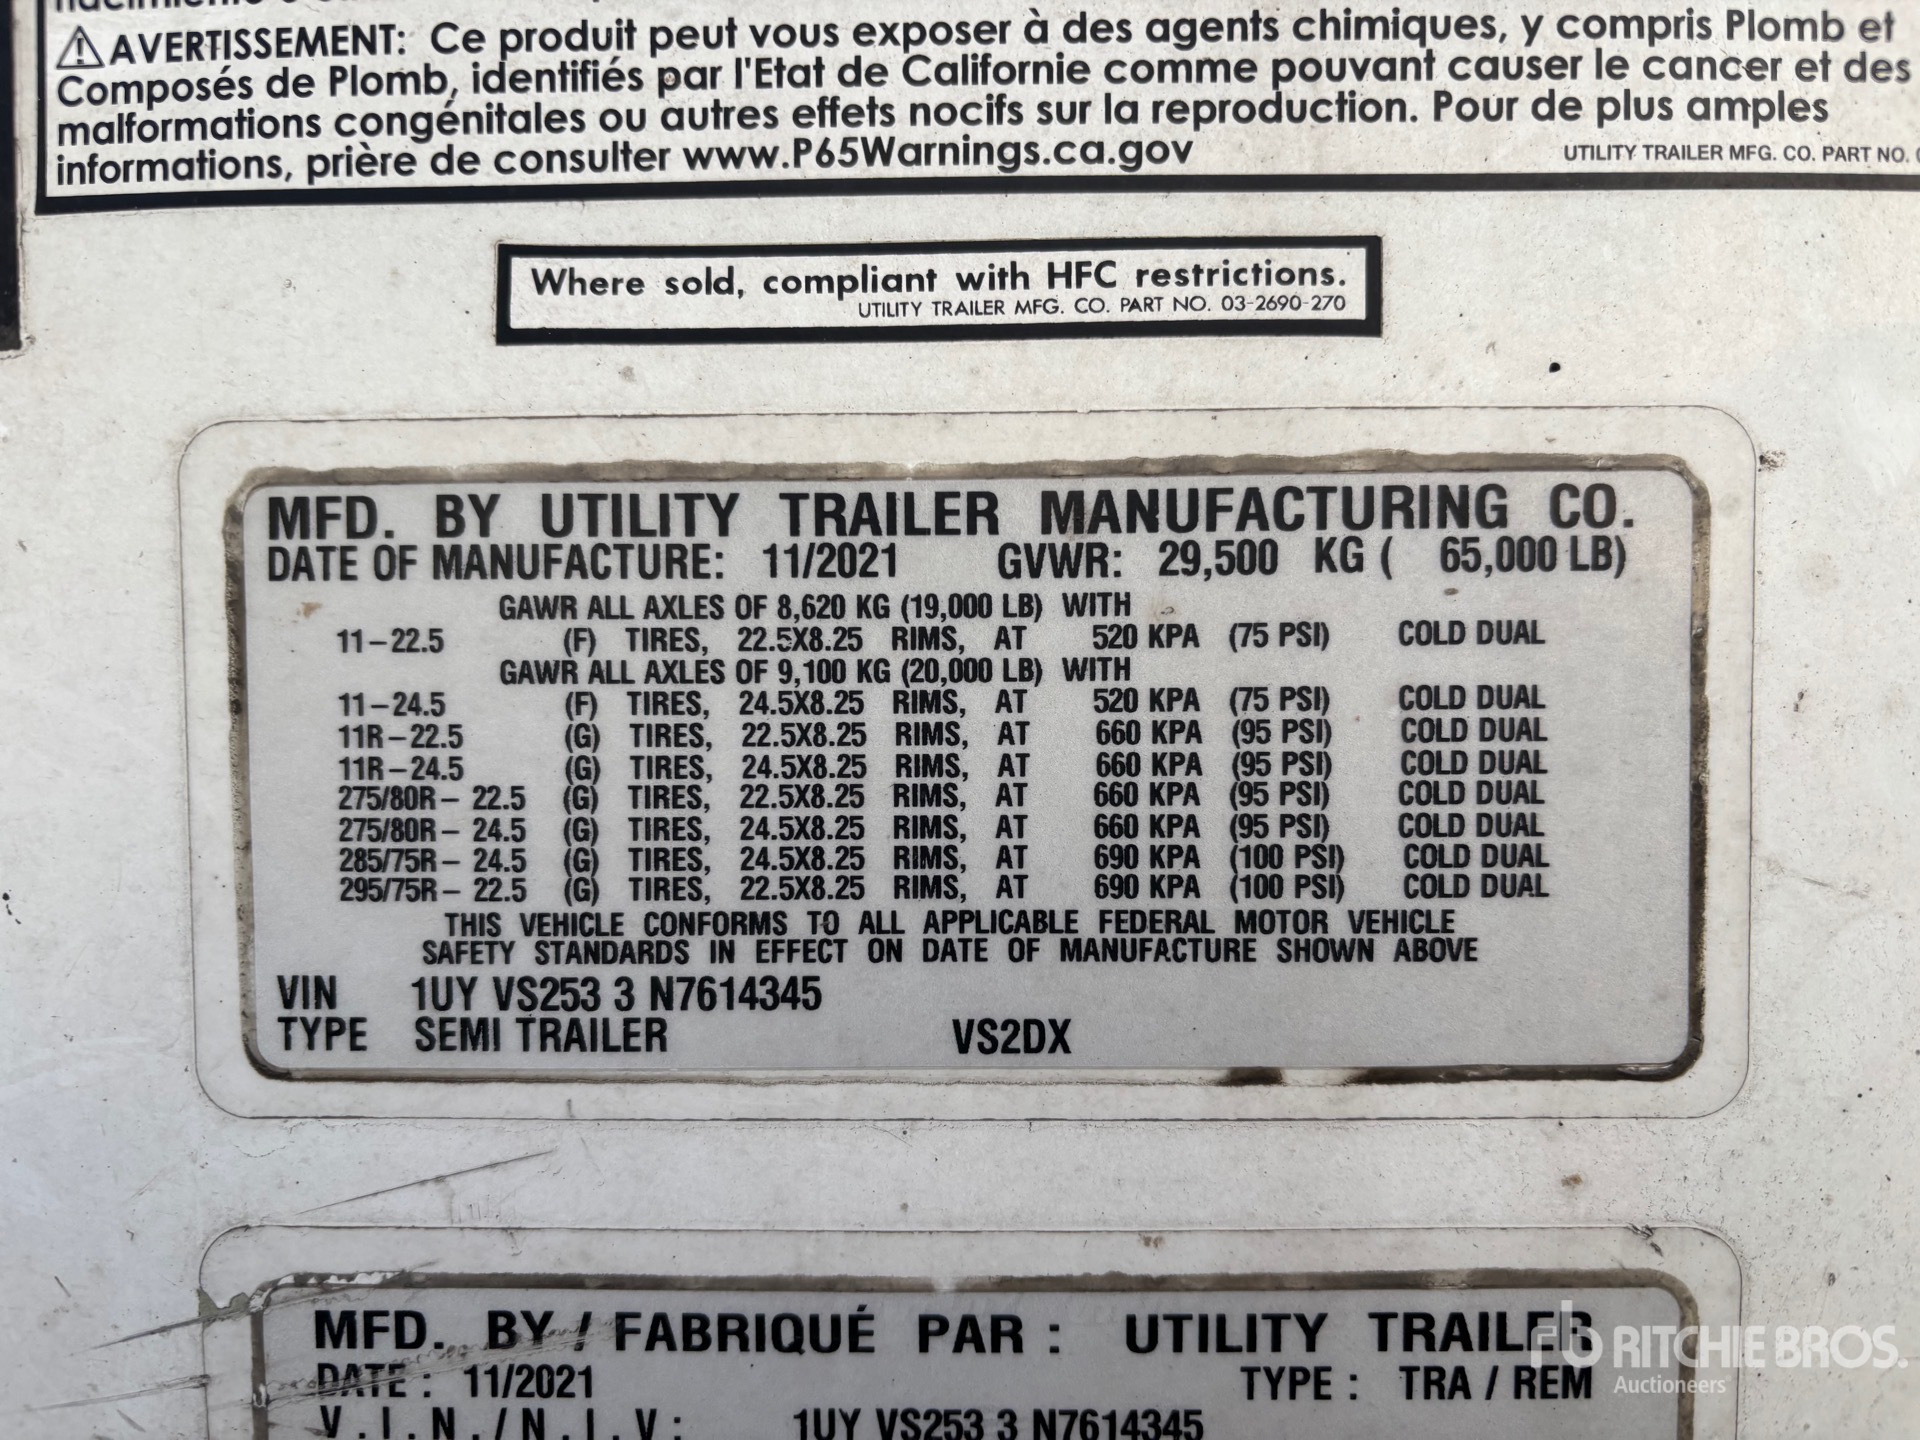 ⚠ AVERTISSEMENT: Ce produit peut vous exposer à des agents chimiques, y compris Plomb et
Composés de Plomb, identifiés par l'Etat de Californie comme pouvant causer le cancer et des
malformations congénitales ou autres effets nocifs sur la reproduction. Pour de plus amples
informations, prière de consulter www.P65Warnings.ca.gov
UTILITY TRAILER MFG. CO. PART NO.
Where sold, compliant with HFC restrictions.
UTILITY TRAILER MFG. CO. PART NO. 03-2690-270
MFD. BY UTILITY TRAILER MANUFACTURING CO.
DATE OF MANUFACTURE: 11/2021 GVWR: 29,500 KG ( 65,000 LB)
GAWR ALL AXLES OF 8,620 KG (19,000 LB) WITH
11-22.5 (F) TIRES, 22.5X8.25 RIMS, AT 520 KPA (75 PSI) COLD DUAL
GAWR ALL AXLES OF 9,100 KG (20,000 LB) WITH
11-24.5 (F) TIRES, 24.5X8.25 RIMS, AT 520 KPA (75 PSI) COLD DUAL
11R-22.5 (G) TIRES, 22.5X8.25 RIMS, AT 660 KPA (95 PSI) COLD DUAL
11R-24.5 (G) TIRES, 24.5X8.25 RIMS, AT 660 KPA (95 PSI) COLD DUAL
275/80R- 22.5 (G) TIRES, 22.5X8.25 RIMS, AT 660 KPA (95 PSI) COLD DUAL
275/80R- 24.5 (G) TIRES, 24.5X8.25 RIMS, AT 660 KPA (95 PSI) COLD DUAL
285/75R- 24.5 (G) TIRES, 24.5X8.25 RIMS, AT 690 KPA (100 PSI) COLD DUAL
295/75R- 22.5 (G) TIRES, 22.5X8.25 RIMS, AT 690 KPA (100 PSI) COLD DUAL
THIS VEHICLE CONFORMS TO ALL APPLICABLE FEDERAL MOTOR VEHICLE
SAFETY STANDARDS IN EFFECT ON DATE OF MANUFACTURE SHOWN ABOVE
VIN 1UY VS253 3 N7614345
TYPE SEMI TRAILER VS2DX
MFD. BY / FABRIQUÉ PAR : UTILITY TRAILER
DATE : 11/2021 TYPE : TRA / REM
V.I.N./N.I.V: 1UY VS253 3 N7614345
rb RITCHIE BROS.
Auctioneers